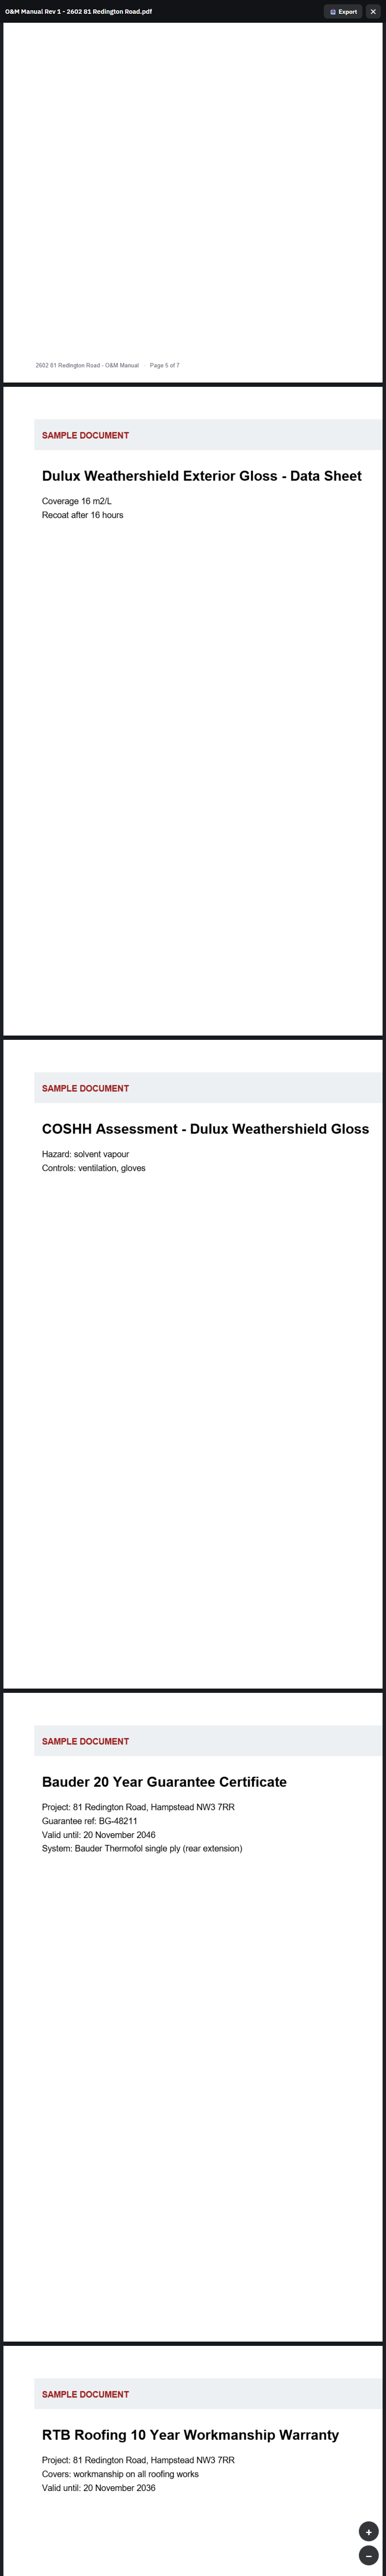 O&M Manual Rev 1 - 2602 81 Redington Road.pdf
Export
2602 81 Redington Road - O&M Manual · Page 5 of 7
SAMPLE DOCUMENT
Dulux Weathershield Exterior Gloss - Data Sheet
Coverage 16 m2/L
Recoat after 16 hours
SAMPLE DOCUMENT
COSHH Assessment - Dulux Weathershield Gloss
Hazard: solvent vapour
Controls: ventilation, gloves
SAMPLE DOCUMENT
Bauder 20 Year Guarantee Certificate
Project: 81 Redington Road, Hampstead NW3 7RR
Guarantee ref: BG-48211
Valid until: 20 November 2046
System: Bauder Thermofol single ply (rear extension)
SAMPLE DOCUMENT
RTB Roofing 10 Year Workmanship Warranty
Project: 81 Redington Road, Hampstead NW3 7RR
Covers: workmanship on all roofing works
Valid until: 20 November 2036